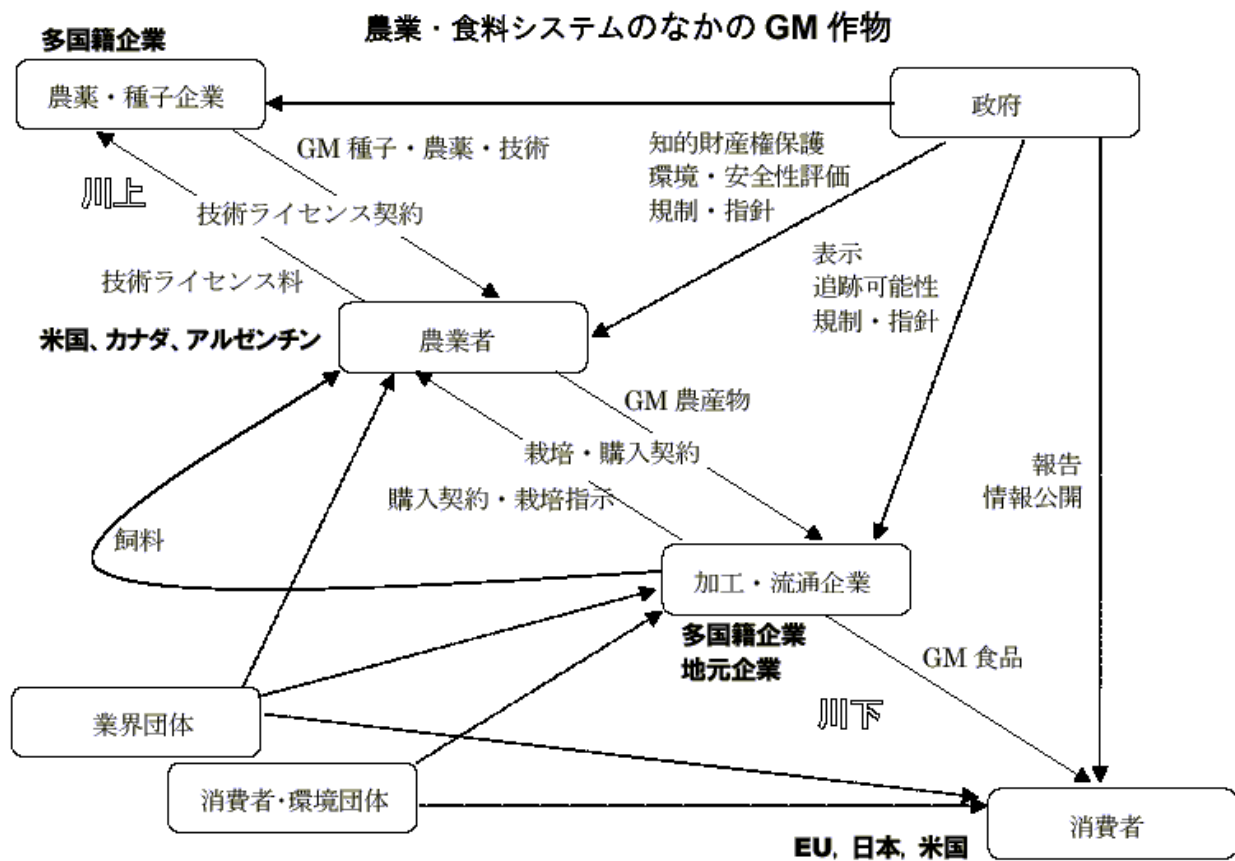 農業・食料システムのなかの GM 作物
多国籍企業
農薬・種子企業
政府
GM 種子・農薬・技術
知的財産権保護
環境・安全性評価
規制・指針
川上
技術ライセンス契約
表示
追跡可能性
規制・指針
技術ライセンス料
米国、カナダ、アルゼンチン
農業者
GM 農産物
栽培・購入契約
購入契約・栽培指示
報告
情報公開
飼料
加工・流通企業
多国籍企業
地元企業
GM 食品
川下
業界団体
消費者・環境団体
消費者
EU, 日本, 米国